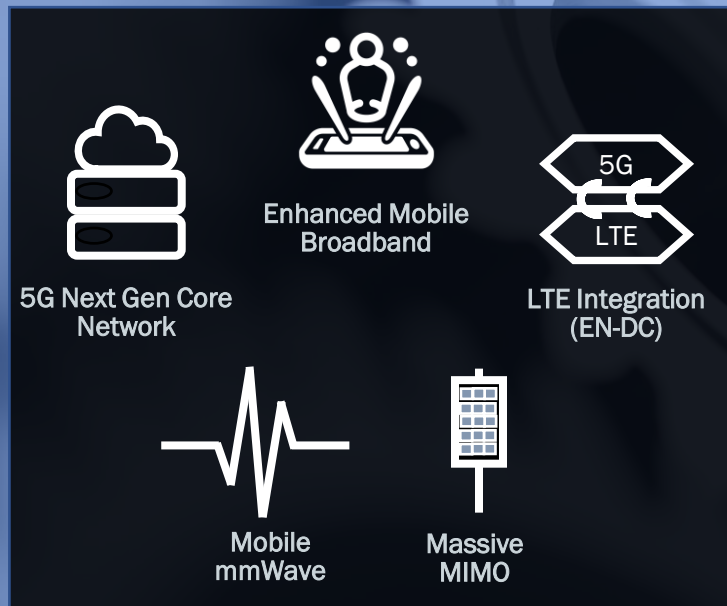 Enhanced Mobile
Broadband
5G
LTE
5G Next Gen Core
Network
LTE Integration
(EN-DC)
Mobile
mmWave
Massive
MIMO